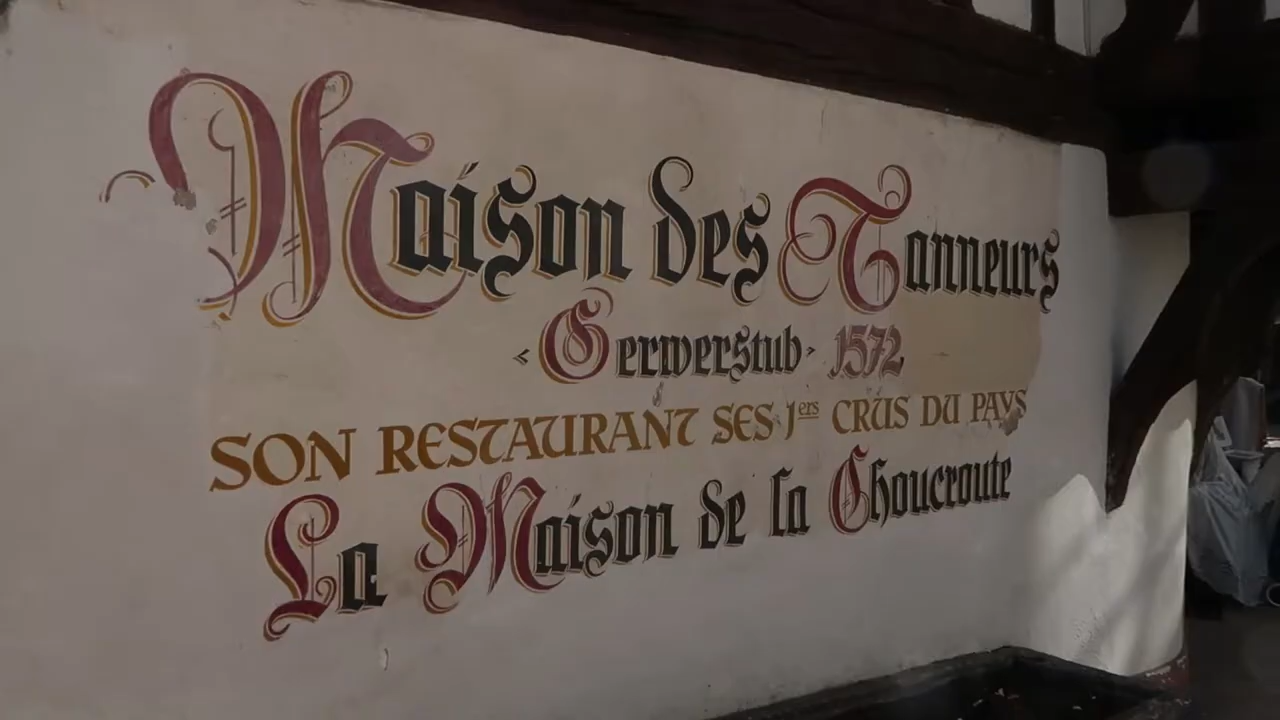 Maison des Tanneurs
‹ Gerwerstub › 1572
SON RESTAURANT SES 1ers CRUS DU PAYS
La Maison de la Choucroute